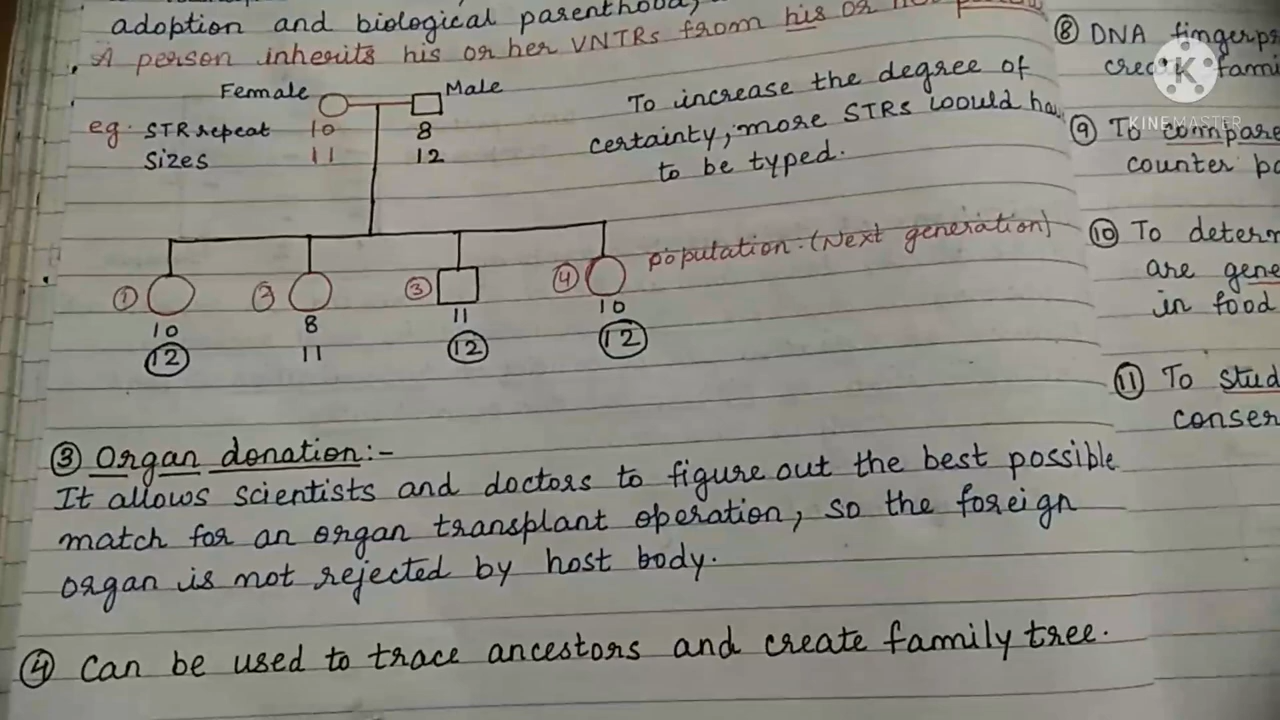 adoption and biological parenthood,
A person inherits his or her VNTRs from his or
Female Male
eg. STR repeat 10 8
Sizes 11 12
To increase the degree of
certainty, more STRs would ha
to be typed.
population. (Next generation)
① ② ③ ④
10 8 11 10
12 11 12 12
③ Organ donation:-
It allows scientists and doctors to figure out the best possible
match for an organ transplant operation, so the foreign
organ is not rejected by host body.
④ Can be used to trace ancestors and create family tree.
⑧ DNA fingerp
famil
⑨ To compare
counter
⑩ To deter
are gene
in food
⑪ To stud
conser
K
KINEMASTER